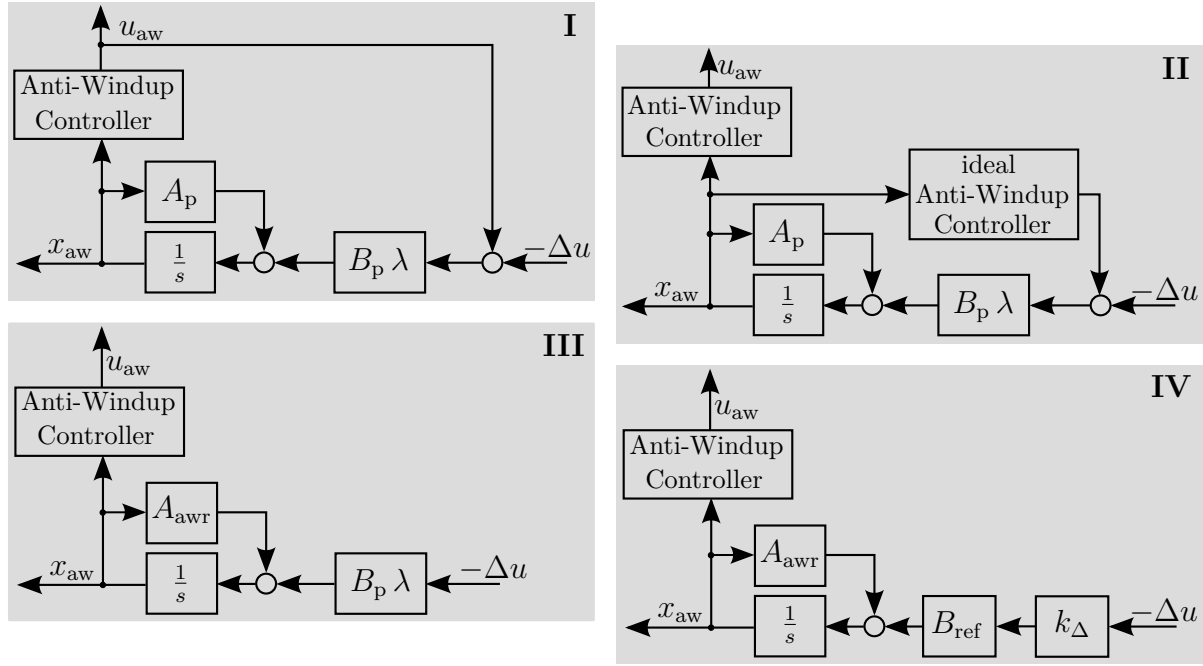 I
u_aw
Anti-Windup
Controller
A_p
x_aw
1/s
B_p λ
−Δu
II
u_aw
Anti-Windup
Controller
ideal
Anti-Windup
Controller
A_p
x_aw
1/s
B_p λ
−Δu
III
u_aw
Anti-Windup
Controller
A_awr
x_aw
1/s
B_p λ
−Δu
IV
u_aw
Anti-Windup
Controller
A_awr
x_aw
1/s
B_ref
k_Δ
−Δu